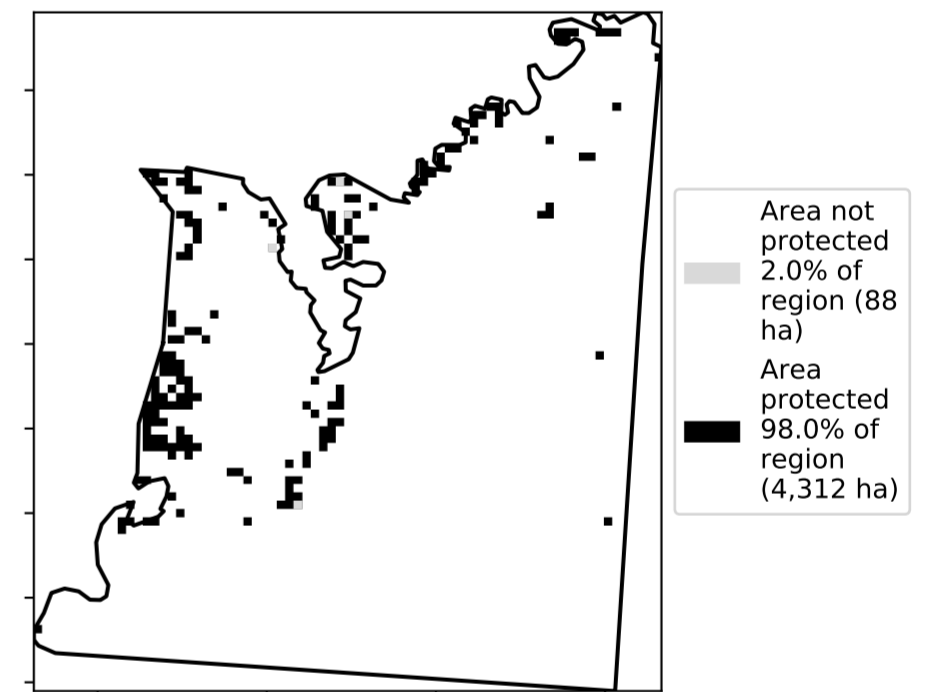 Area not
protected
2.0% of
region (88
ha)
Area
protected
98.0% of
region
(4,312 ha)